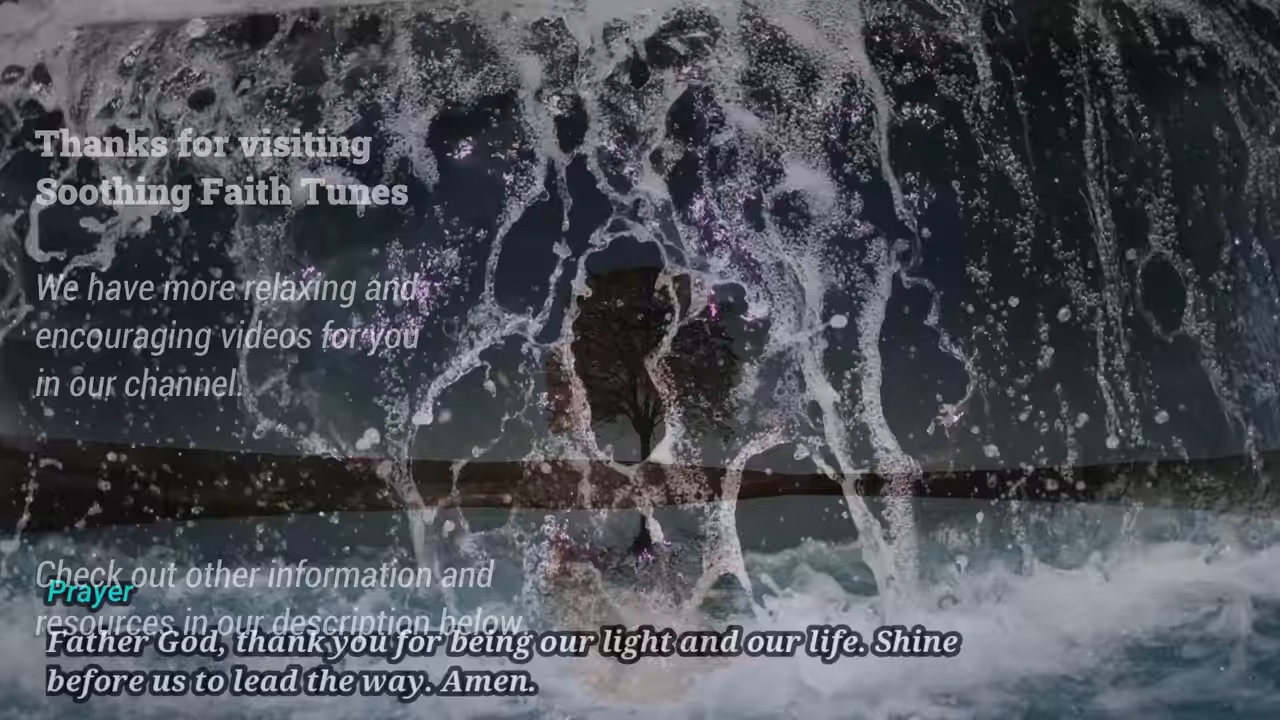 Thanks for visiting
Soothing Faith Tunes
We have more relaxing and
encouraging videos for you
in our channel.
Check out other information and
Prayer
resources in our description below.
Father God, thank you for being our light and our life. Shine
before us to lead the way. Amen.